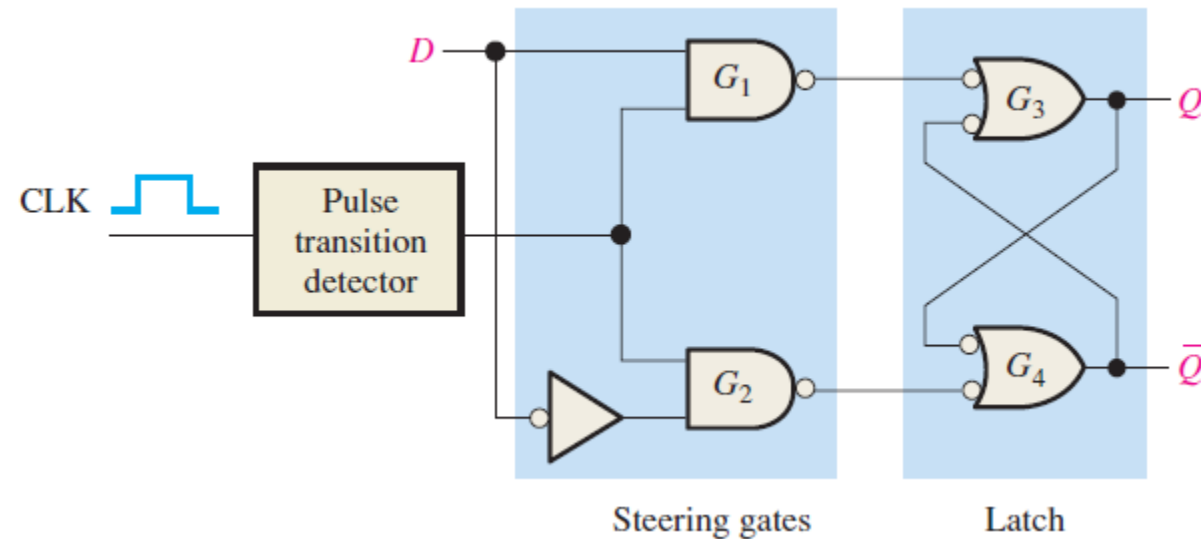 D
G₁
G₃
Q
CLK
Pulse
transition
detector
G₂
G₄
Q̅
Steering gates
Latch